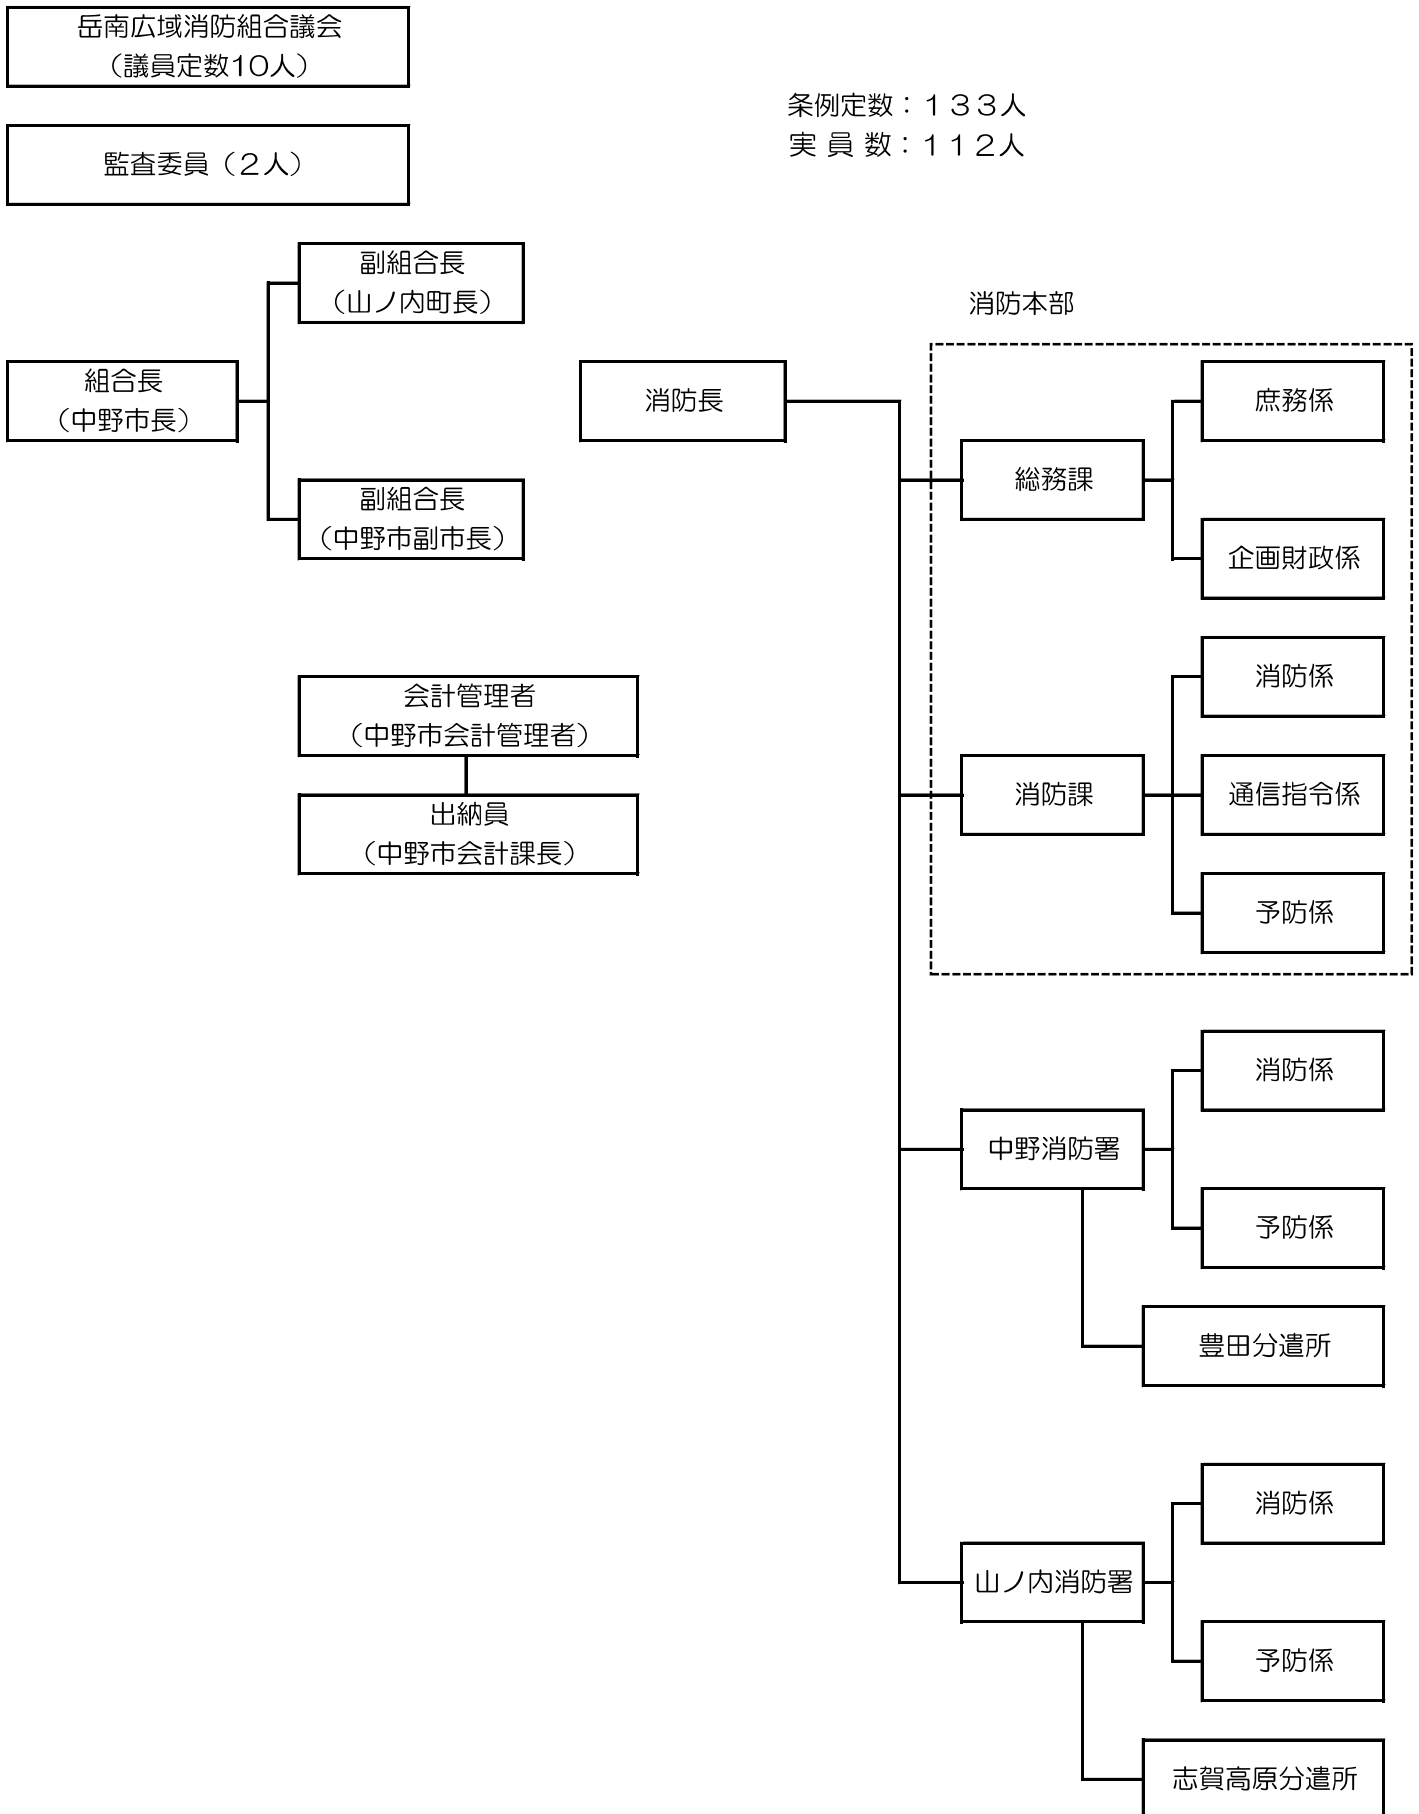 岳南広域消防組合議会
（議員定数10人）
条例定数：１３３人
実 員 数：１１２人
監査委員（２人）
副組合長
（山ノ内町長）
組合長
（中野市長）
副組合長
（中野市副市長）
会計管理者
（中野市会計管理者）
出納員
（中野市会計課長）
消防長
消防本部
総務課
庶務係
企画財政係
消防課
消防係
通信指令係
予防係
中野消防署
消防係
予防係
豊田分遣所
山ノ内消防署
消防係
予防係
志賀高原分遣所